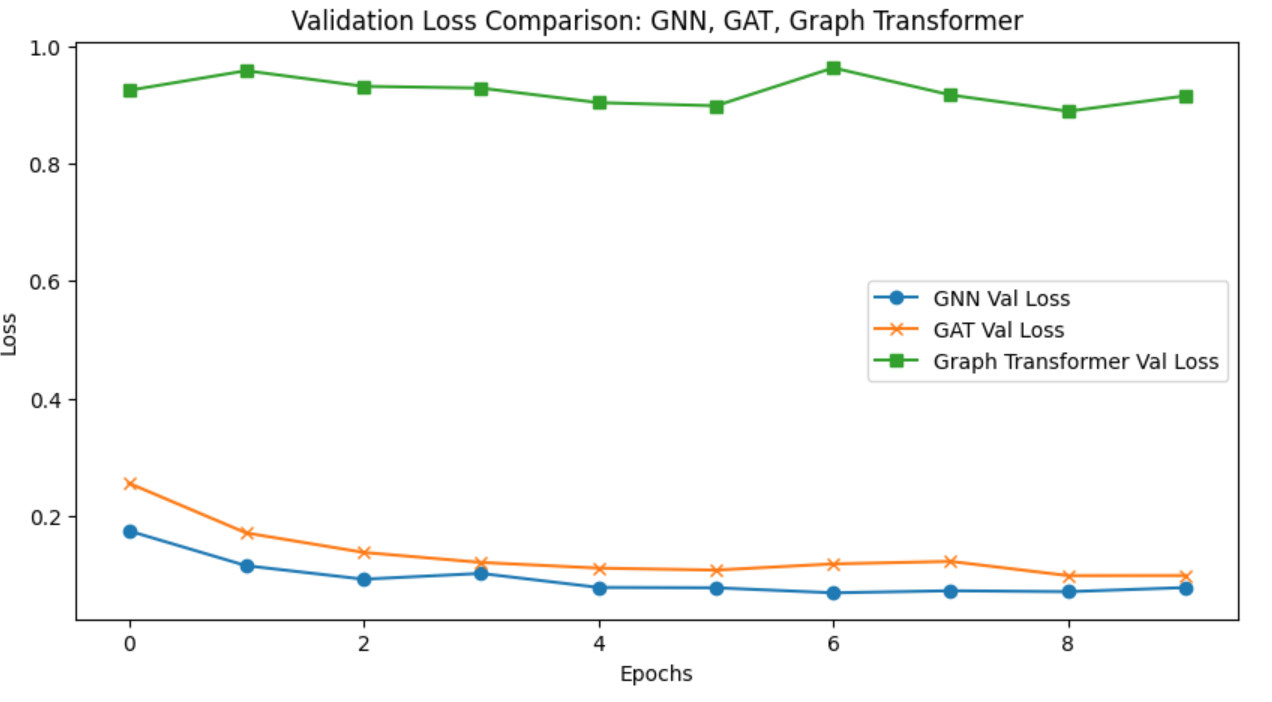 Validation Loss Comparison: GNN, GAT, Graph Transformer
1.0
0.8
0.6
0.4
0.2
Loss
GNN Val Loss
GAT Val Loss
Graph Transformer Val Loss
0 2 4 6 8
Epochs